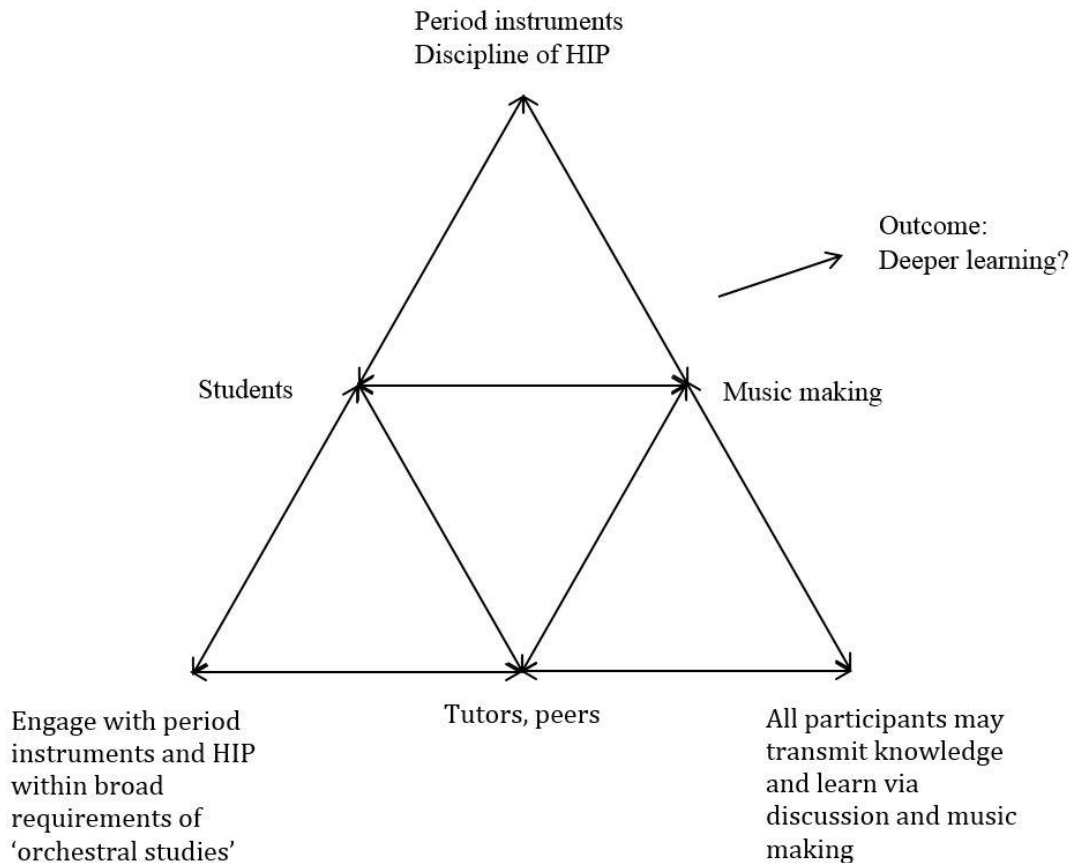 Period instruments
Discipline of HIP
Outcome:
Deeper learning?
Students
Music making
Engage with period
instruments and HIP
within broad
requirements of
‘orchestral studies’
Tutors, peers
All participants may
transmit knowledge
and learn via
discussion and music
making